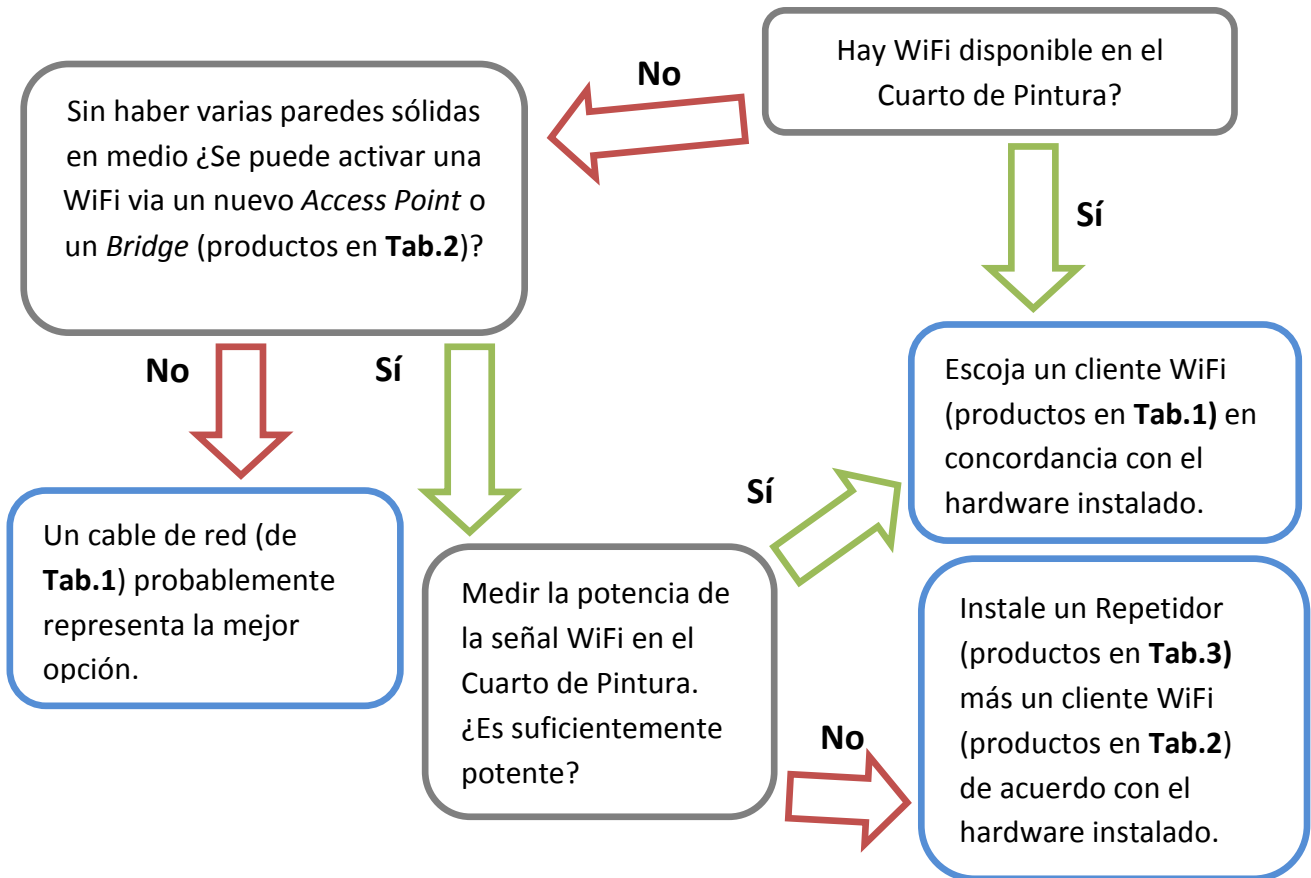 Hay WiFi disponible en el
Cuarto de Pintura?
No
Sí
Sin haber varias paredes sólidas
en medio ¿Se puede activar una
WiFi via un nuevo Access Point o
un Bridge (productos en Tab.2)?
No
Sí
Un cable de red (de
Tab.1) probablemente
representa la mejor
opción.
Medir la potencia de
la señal WiFi en el
Cuarto de Pintura.
¿Es suficientemente
potente?
Sí
No
Escoja un cliente WiFi
(productos en Tab.1) en
concordancia con el
hardware instalado.
Instale un Repetidor
(productos en Tab.3)
más un cliente WiFi
(productos en Tab.2)
de acuerdo con el
hardware instalado.